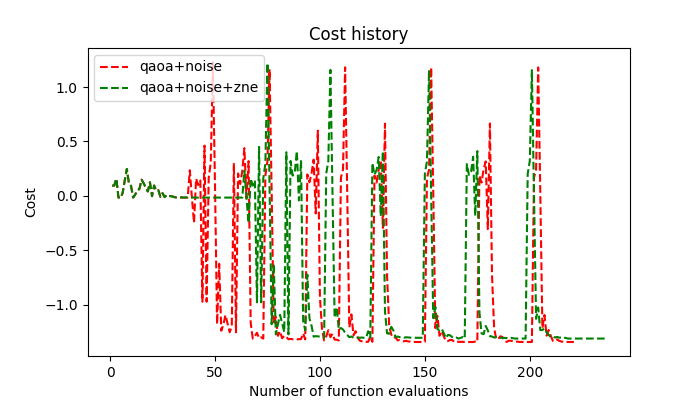 Cost history
qaoa+noise
qaoa+noise+zne
1.0
0.5
0.0
−0.5
−1.0
Cost
0 50 100 150 200
Number of function evaluations